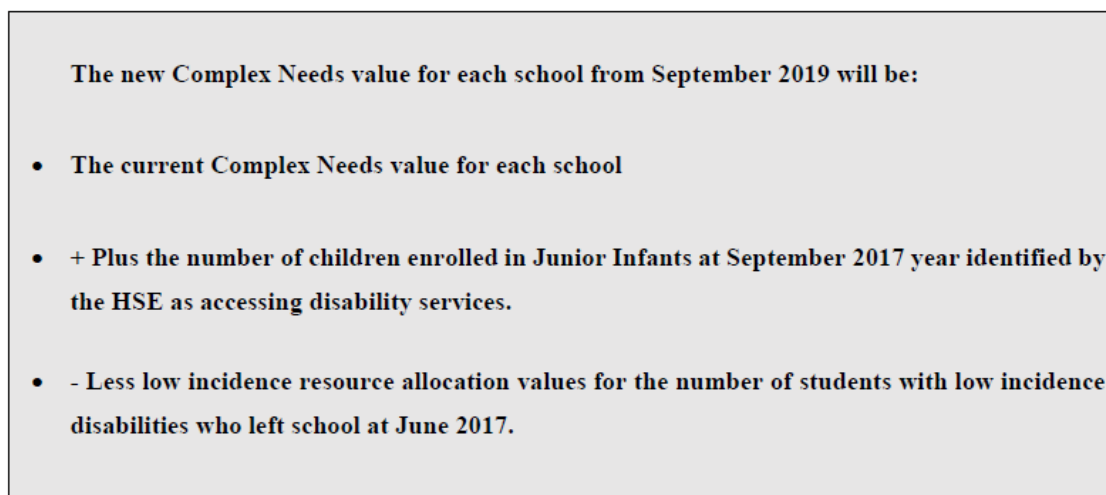 The new Complex Needs value for each school from September 2019 will be:
• The current Complex Needs value for each school
• + Plus the number of children enrolled in Junior Infants at September 2017 year identified by
the HSE as accessing disability services.
• - Less low incidence resource allocation values for the number of students with low incidence
disabilities who left school at June 2017.